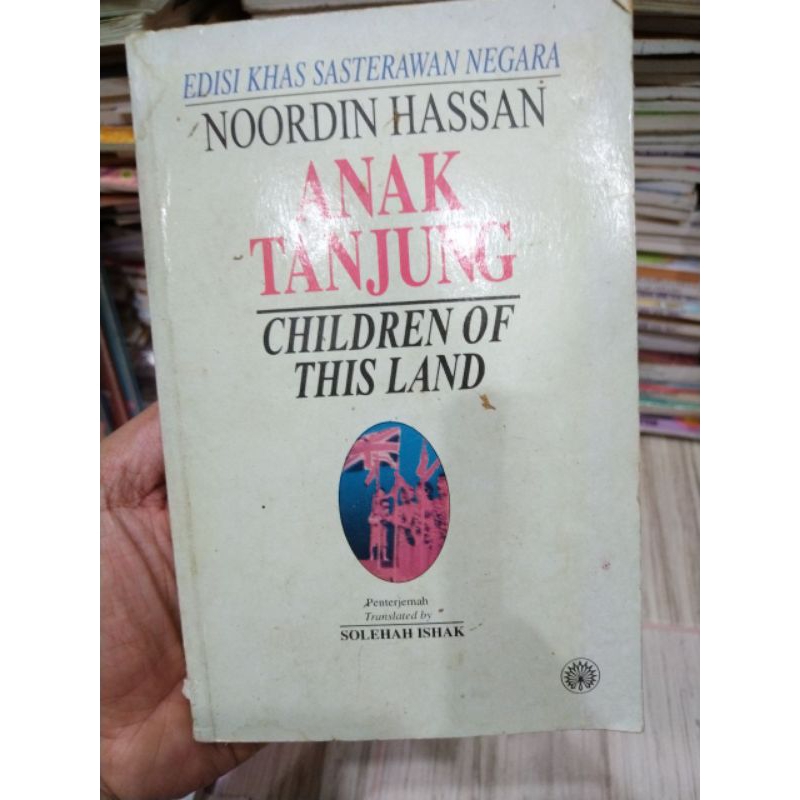 EDISI KHAS SASTERAWAN NEGARA
NOORDIN HASSAN
ANAK
TANJUNG
CHILDREN OF
THIS LAND
Penterjemah
Translated by
SOLEHAH ISHAK